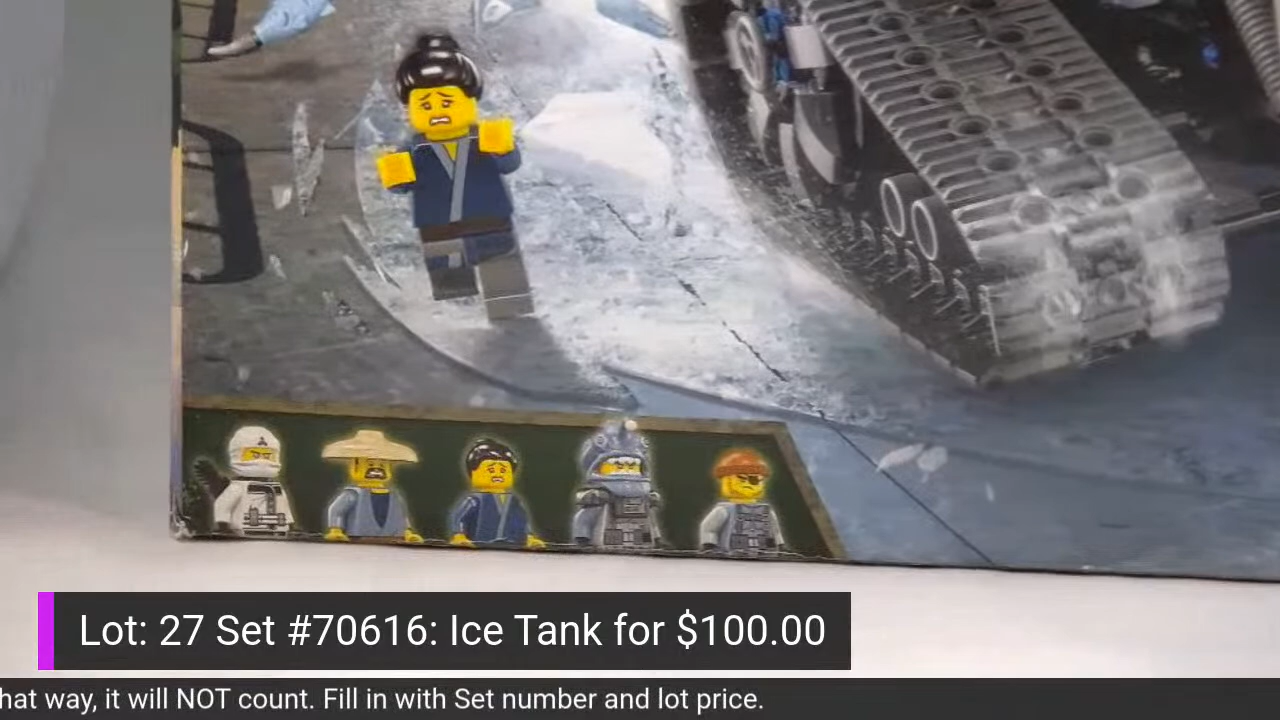 Lot: 27 Set #70616: Ice Tank for $100.00
hat way, it will NOT count. Fill in with Set number and lot price.